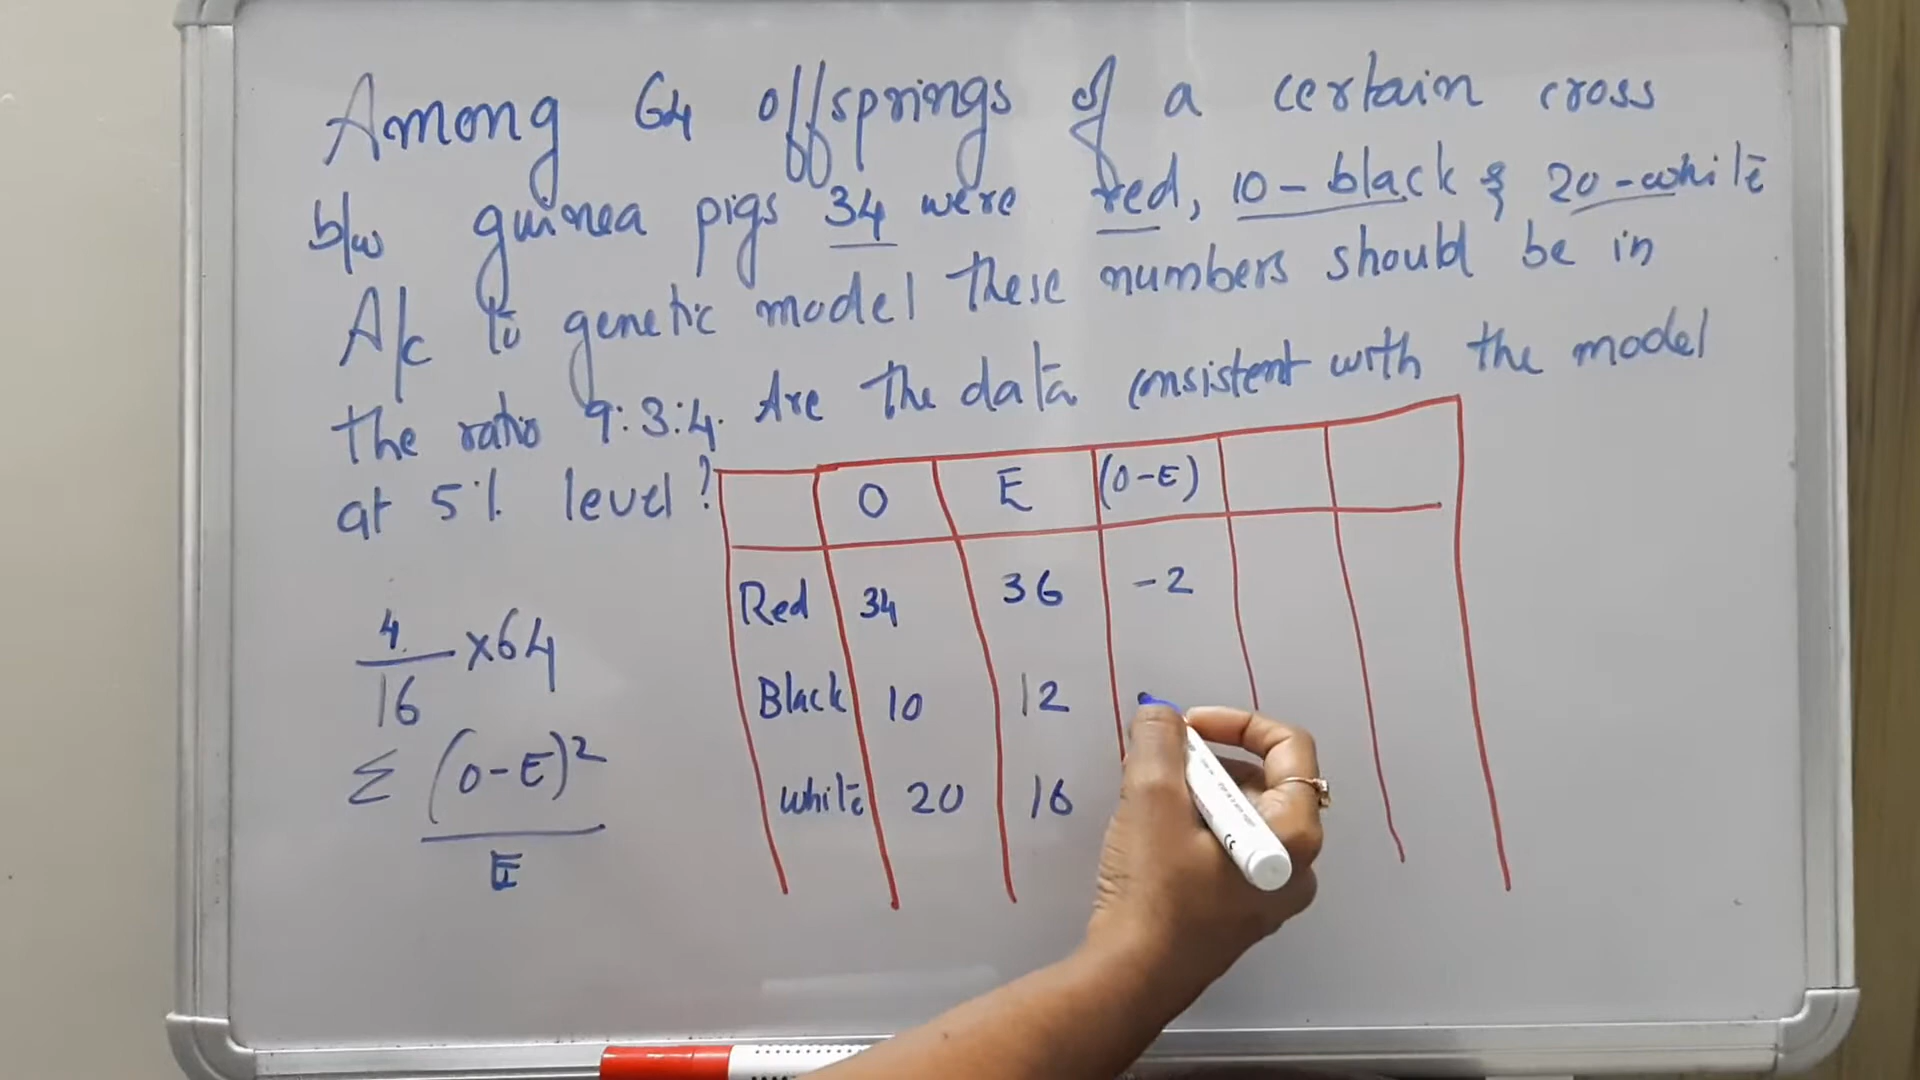 Among 64 offsprings of a certain cross
b/w guinea pigs 34 were red, 10 - black & 20 - white
A/c to genetic model these numbers should be in
the ratio 9:3:4. Are the data consistent with the model
at 5% level?
O E (O-E)
Red 34 36 -2
Black 10 12
white 20 16
4/16 x64
Σ (O-E)²/E